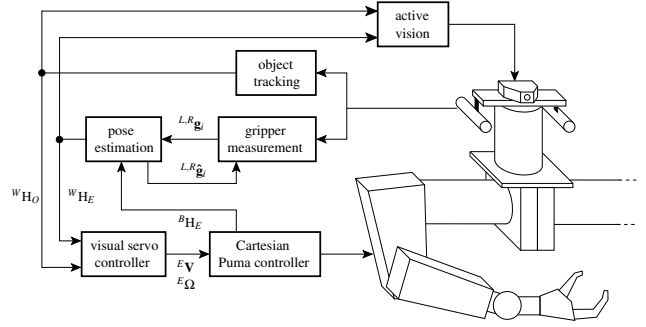 active
vision
object
tracking
pose
estimation
L,R𝐠i
gripper
measurement
L,R𝐠̂i
WHO
WHE
BHE
visual servo
controller
E𝐕
EΩ
Cartesian
Puma controller